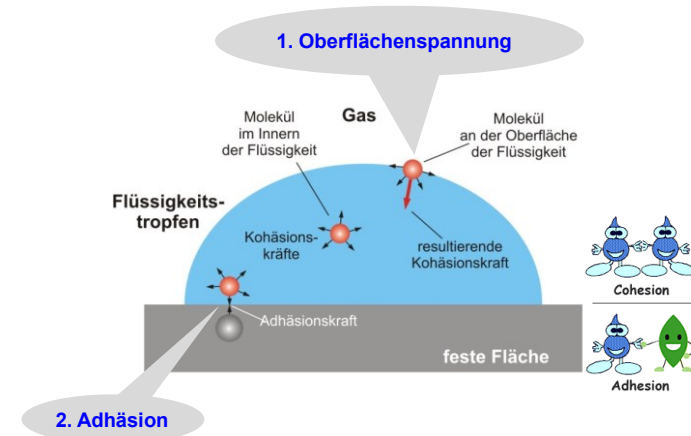 1. Oberflächenspannung
Gas
Molekül
im Innern
der Flüssigkeit
Molekül
an der Oberfläche
der Flüssigkeit
Flüssigkeits-
tropfen
Kohäsions-
kräfte
resultierende
Kohäsionskraft
Cohesion
Adhäsionskraft
feste Fläche
Adhesion
2. Adhäsion